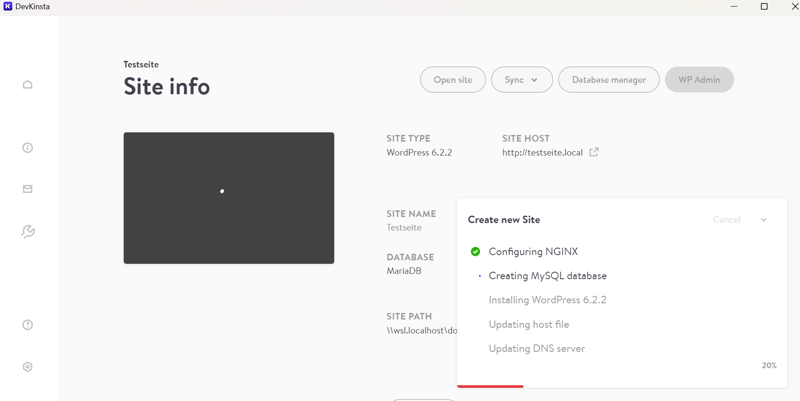 DevKinsta
Testseite
Site info
Open site
Sync
Database manager
WP Admin
SITE TYPE
WordPress 6.2.2
SITE HOST
http://testseite.local
SITE NAME
Testseite
DATABASE
MariaDB
SITE PATH
\\wsl.localhost\do
Create new Site
Cancel
Configuring NGINX
Creating MySQL database
Installing WordPress 6.2.2
Updating host file
Updating DNS server
20%